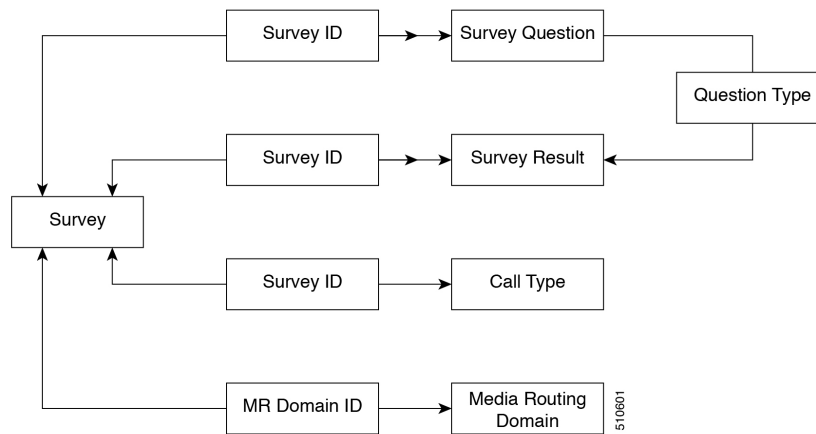 Survey ID
Survey Question
Question Type
Survey ID
Survey Result
Survey
Survey ID
Call Type
MR Domain ID
Media Routing
Domain
510601